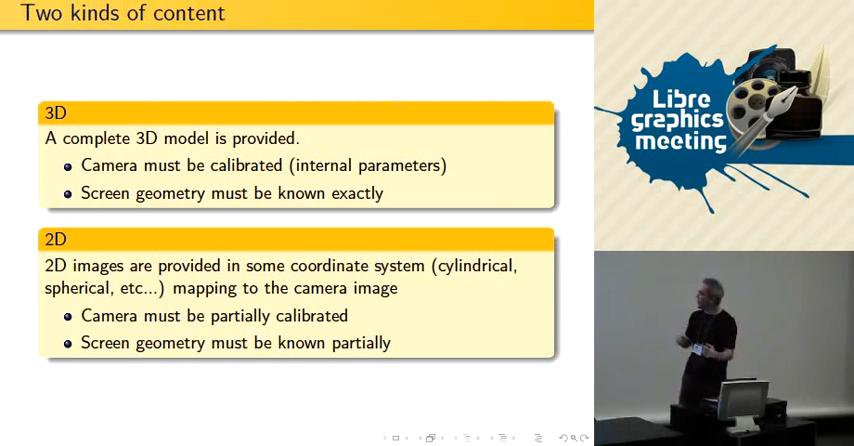 Two kinds of content
3D
A complete 3D model is provided.
Camera must be calibrated (internal parameters)
Screen geometry must be known exactly
2D
2D images are provided in some coordinate system (cylindrical,
spherical, etc...) mapping to the camera image
Camera must be partially calibrated
Screen geometry must be known partially
Libre
graphics
meeting